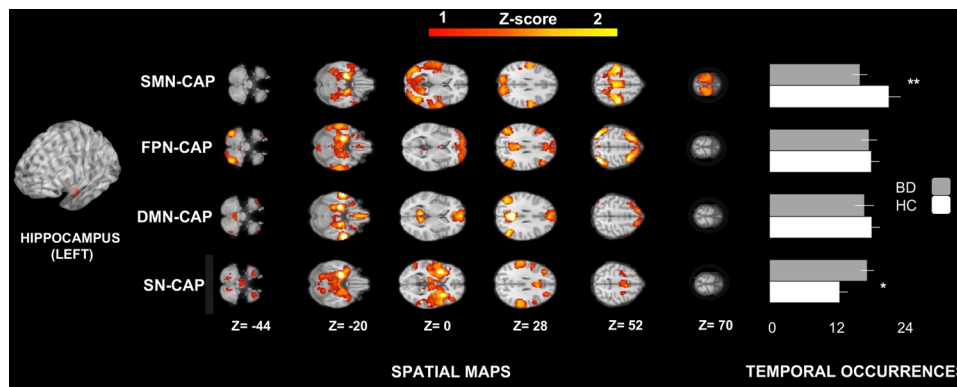 1 Z-score 2
SMN-CAP
**
FPN-CAP
BD
HC
DMN-CAP
HIPPOCAMPUS
(LEFT)
SN-CAP
*
Z= -44 Z= -20 Z= 0 Z= 28 Z= 52 Z= 70
0 12 24
SPATIAL MAPS
TEMPORAL OCCURRENCES